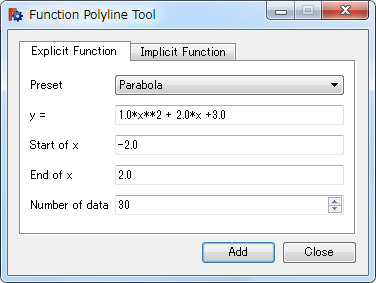 Function Polyline Tool
Explicit Function
Implicit Function
Preset
Parabola
y =
1.0*x**2 + 2.0*x +3.0
Start of x
-2.0
End of x
2.0
Number of data
30
Add
Close